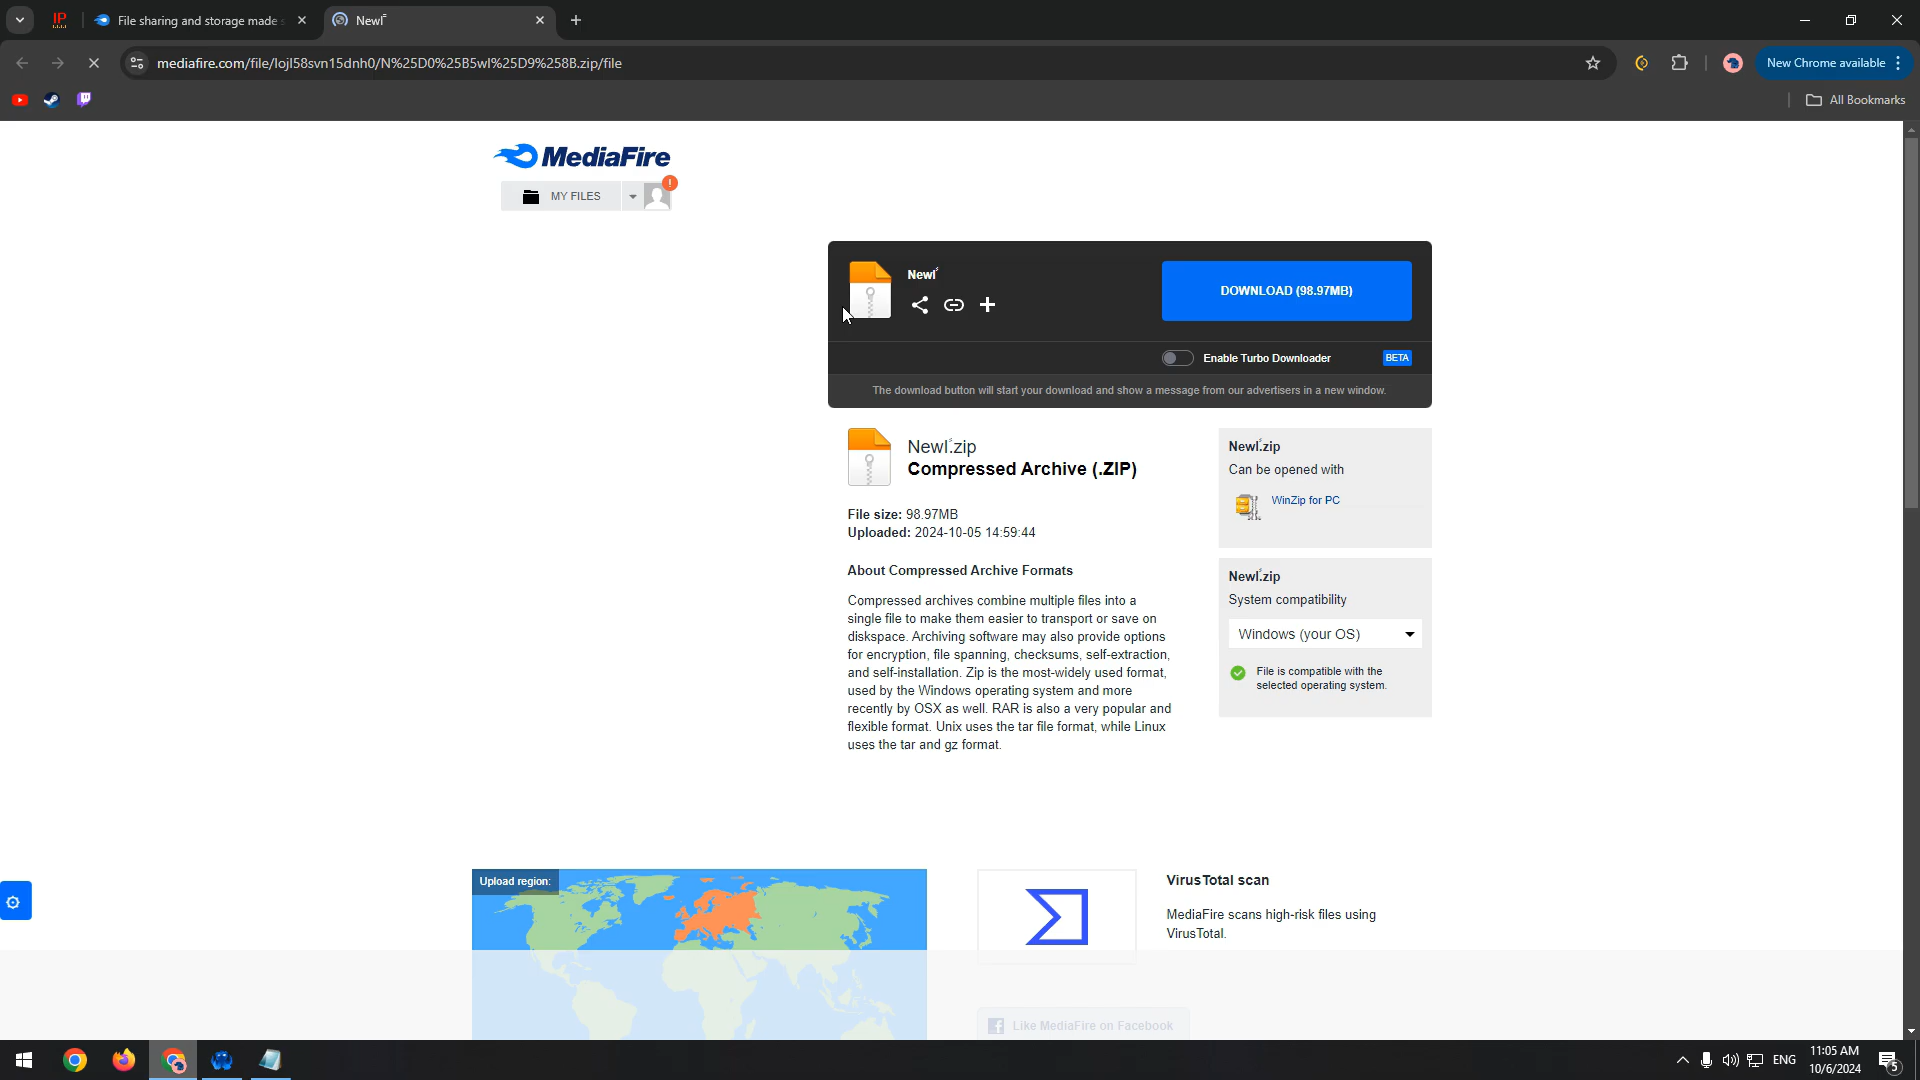 File sharing and storage made s
Newl
mediafire.com/file/lojl58svn15dnh0/N%25D0%25B5wl%25D9%258B.zip/file
New Chrome available
All Bookmarks
MediaFire
MY FILES
Newlً
DOWNLOAD (98.97MB)
Enable Turbo Downloader
BETA
The download button will start your download and show a message from our advertisers in a new window.
Newlً.zip
Compressed Archive (.ZIP)
File size: 98.97MB
Uploaded: 2024-10-05 14:59:44
About Compressed Archive Formats
Compressed archives combine multiple files into a
single file to make them easier to transport or save on
diskspace. Archiving software may also provide options
for encryption, file spanning, checksums, self-extraction,
and self-installation. Zip is the most-widely used format,
used by the Windows operating system and more
recently by OSX as well. RAR is also a very popular and
flexible format. Unix uses the tar file format, while Linux
uses the tar and gz format.
Newlً.zip
Can be opened with
WinZip for PC
Newlً.zip
System compatibility
Windows (your OS)
File is compatible with the
selected operating system.
Upload region:
VirusTotal scan
MediaFire scans high-risk files using
VirusTotal.
Like MediaFire on Facebook
ENG
11:05 AM
10/6/2024
5